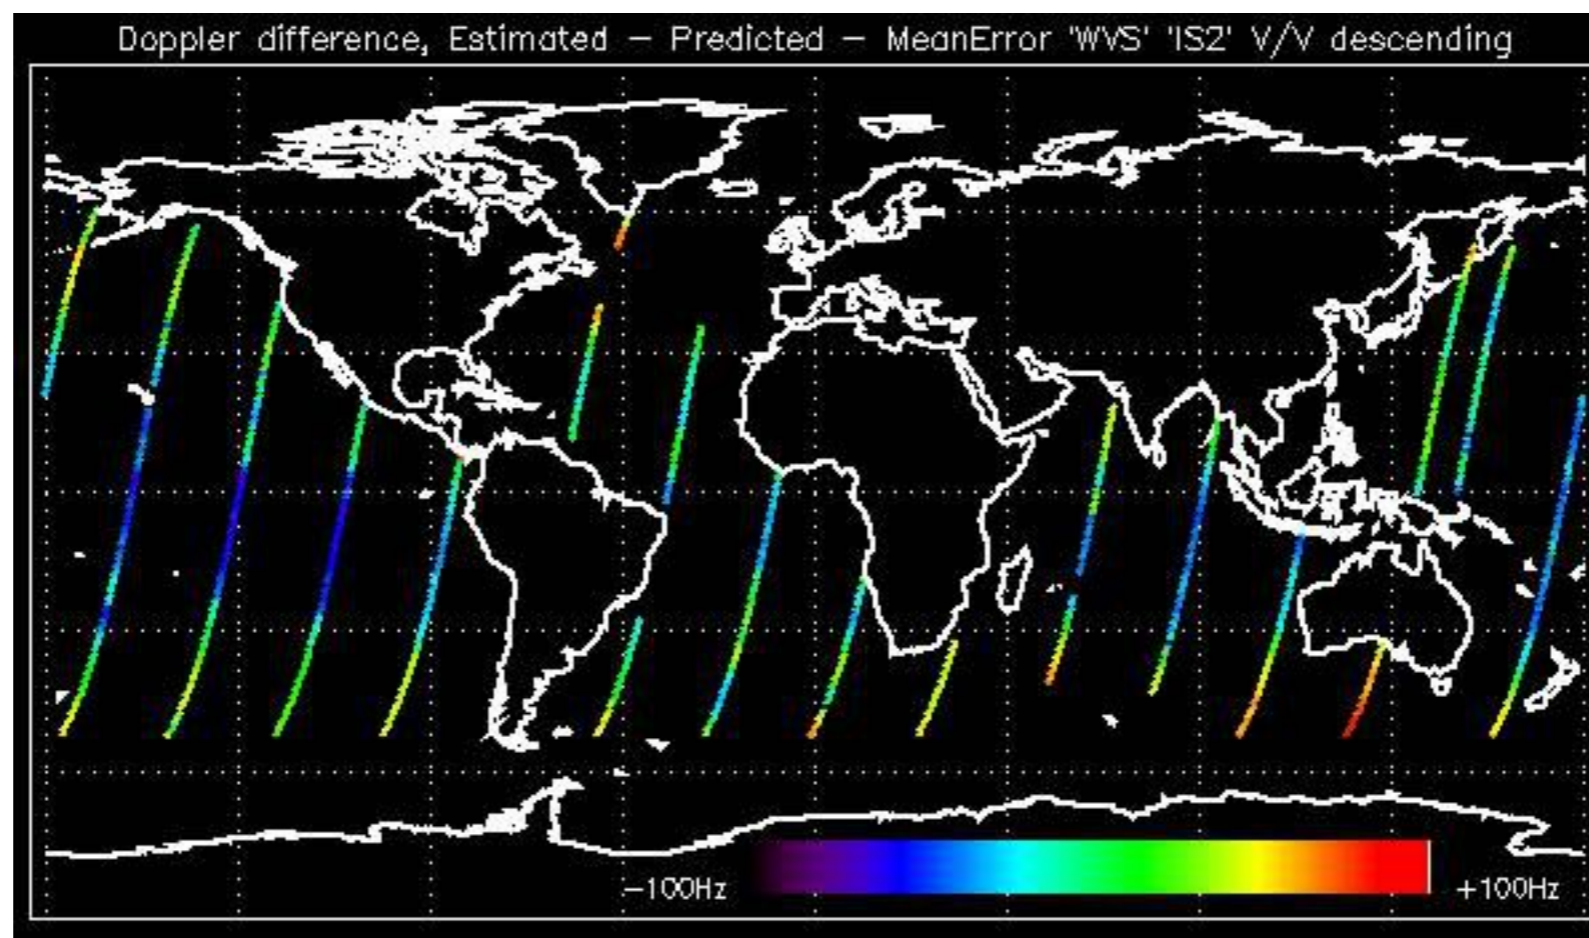 Doppler difference, Estimated – Predicted – MeanError 'WVS' 'IS2' V/V descending
-100Hz +100Hz